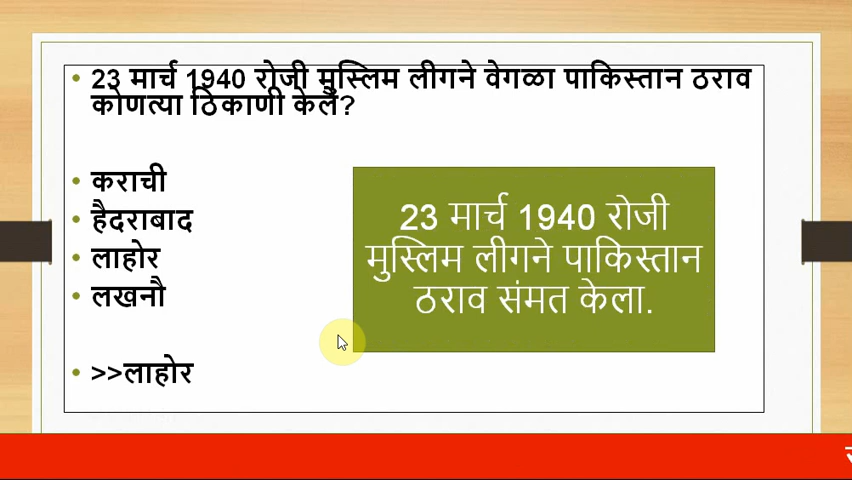 • 23 मार्च 1940 रोजी मुस्लिम लीगने वेगळा पाकिस्तान ठराव
कोणत्या ठिकाणी केले?
• कराची
• हैदराबाद
• लाहोर
• लखनौ
• >>लाहोर
23 मार्च 1940 रोजी
मुस्लिम लीगने पाकिस्तान
ठराव संमत केला.